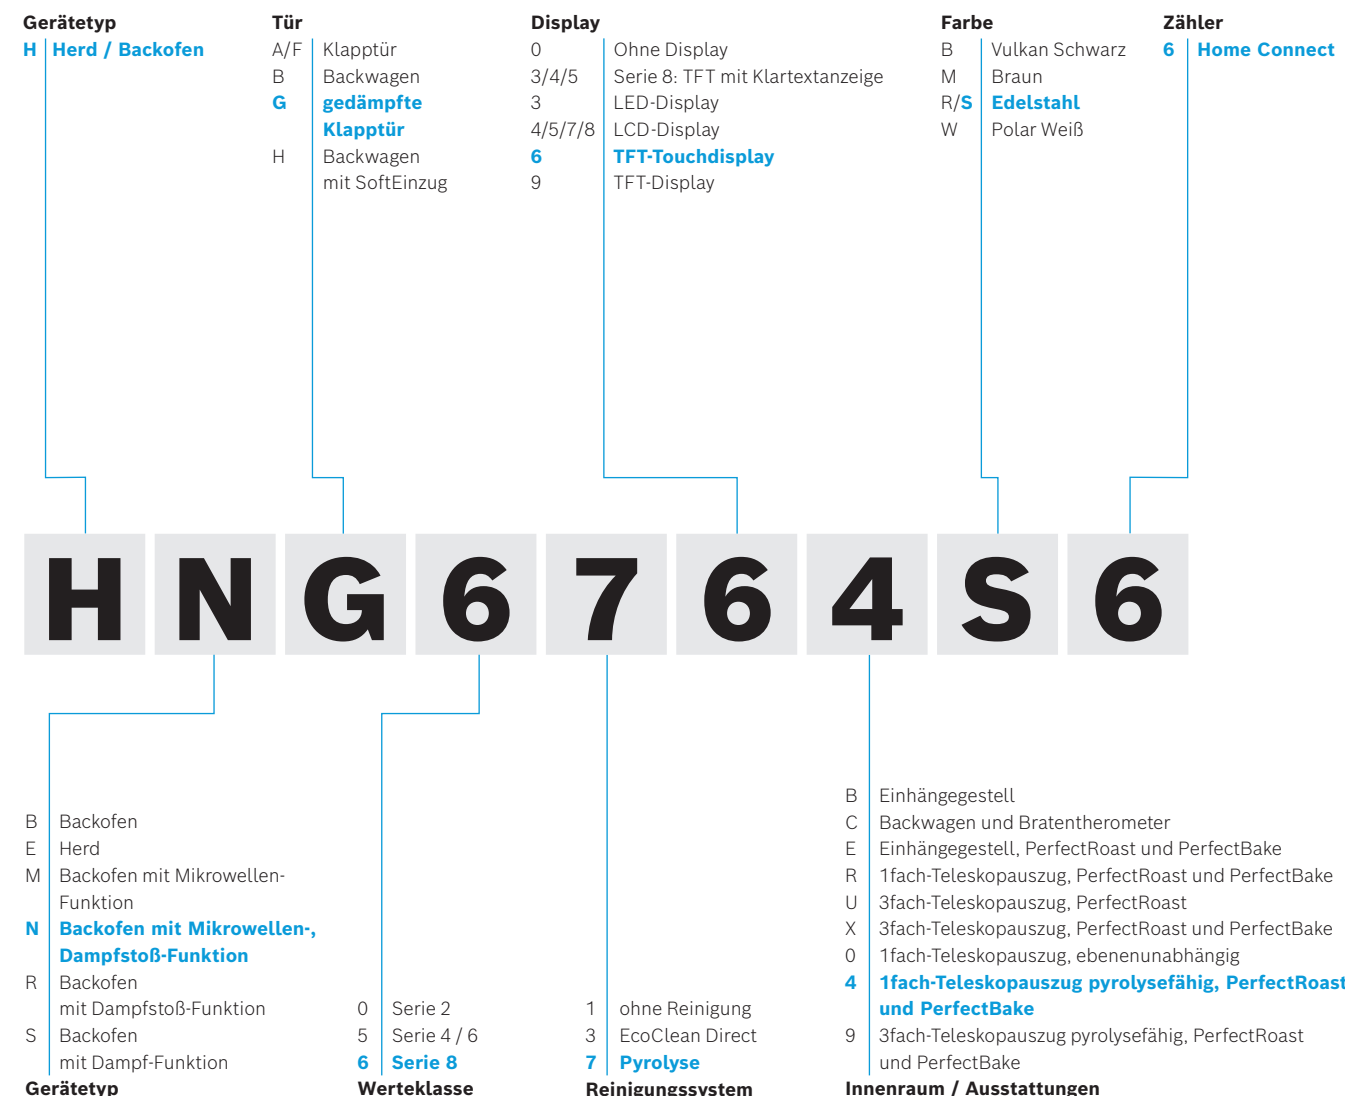 Gerätetyp
H Herd / Backofen
Tür
A/F Klapptür
B Backwagen
G gedämpfte
Klapptür
H Backwagen
mit SoftEinzug
Display
0 Ohne Display
3/4/5 Serie 8: TFT mit Klartextanzeige
3 LED-Display
4/5/7/8 LCD-Display
6 TFT-Touchdisplay
9 TFT-Display
Farbe
B Vulkan Schwarz
M Braun
R/S Edelstahl
W Polar Weiß
Zähler
6 Home Connect
H N G 6 7 6 4 S 6
B Backofen
E Herd
M Backofen mit Mikrowellen-
Funktion
N Backofen mit Mikrowellen-,
Dampfstoß-Funktion
R Backofen
mit Dampfstoß-Funktion
S Backofen
mit Dampf-Funktion
Gerätetyp
0 Serie 2
5 Serie 4 / 6
6 Serie 8
Werteklasse
1 ohne Reinigung
3 EcoClean Direct
7 Pyrolyse
Reinigungssystem
B Einhängegestell
C Backwagen und Bratentherometer
E Einhängegestell, PerfectRoast und PerfectBake
R 1fach-Teleskopauszug, PerfectRoast und PerfectBake
U 3fach-Teleskopauszug, PerfectRoast
X 3fach-Teleskopauszug, PerfectRoast und PerfectBake
0 1fach-Teleskopauszug, ebenenunabhängig
4 1fach-Teleskopauszug pyrolysefähig, PerfectRoast
und PerfectBake
9 3fach-Teleskopauszug pyrolysefähig, PerfectRoast
und PerfectBake
Innenraum / Ausstattungen